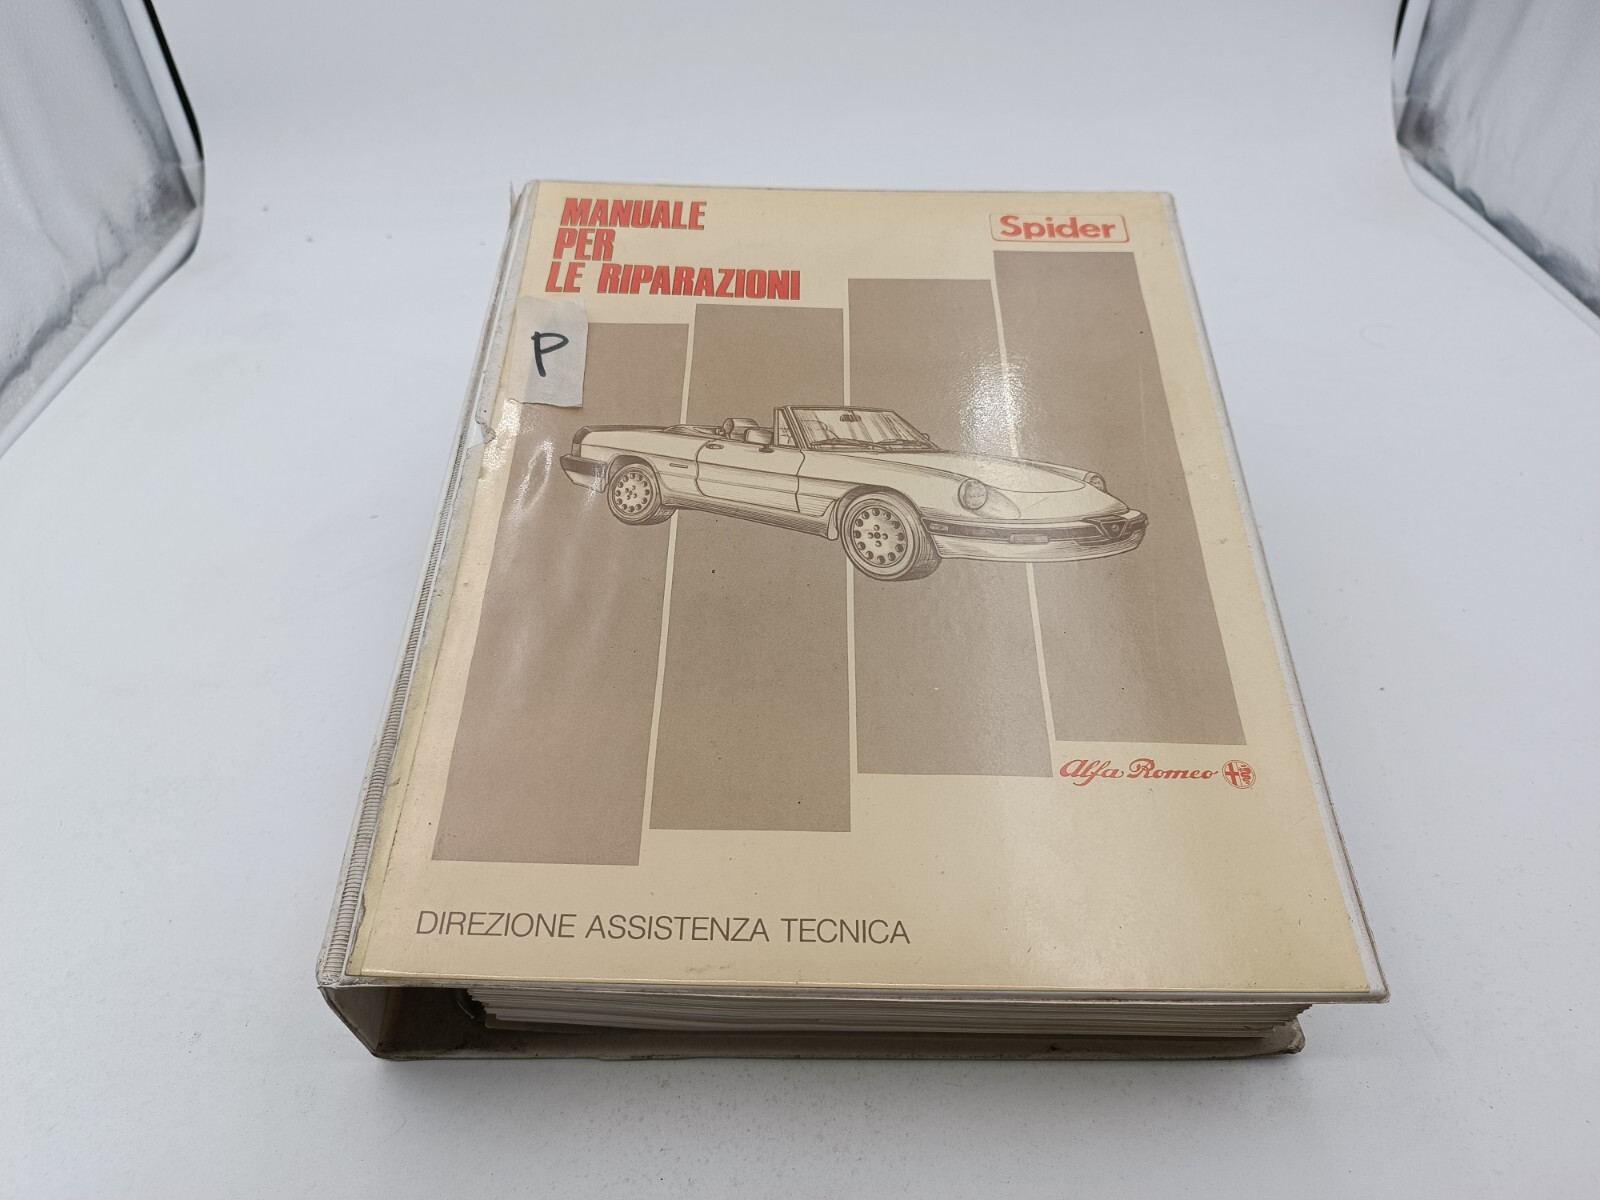 MANUALE
PER
LE RIPARAZIONI
Spider
P
Alfa Romeo
DIREZIONE ASSISTENZA TECNICA